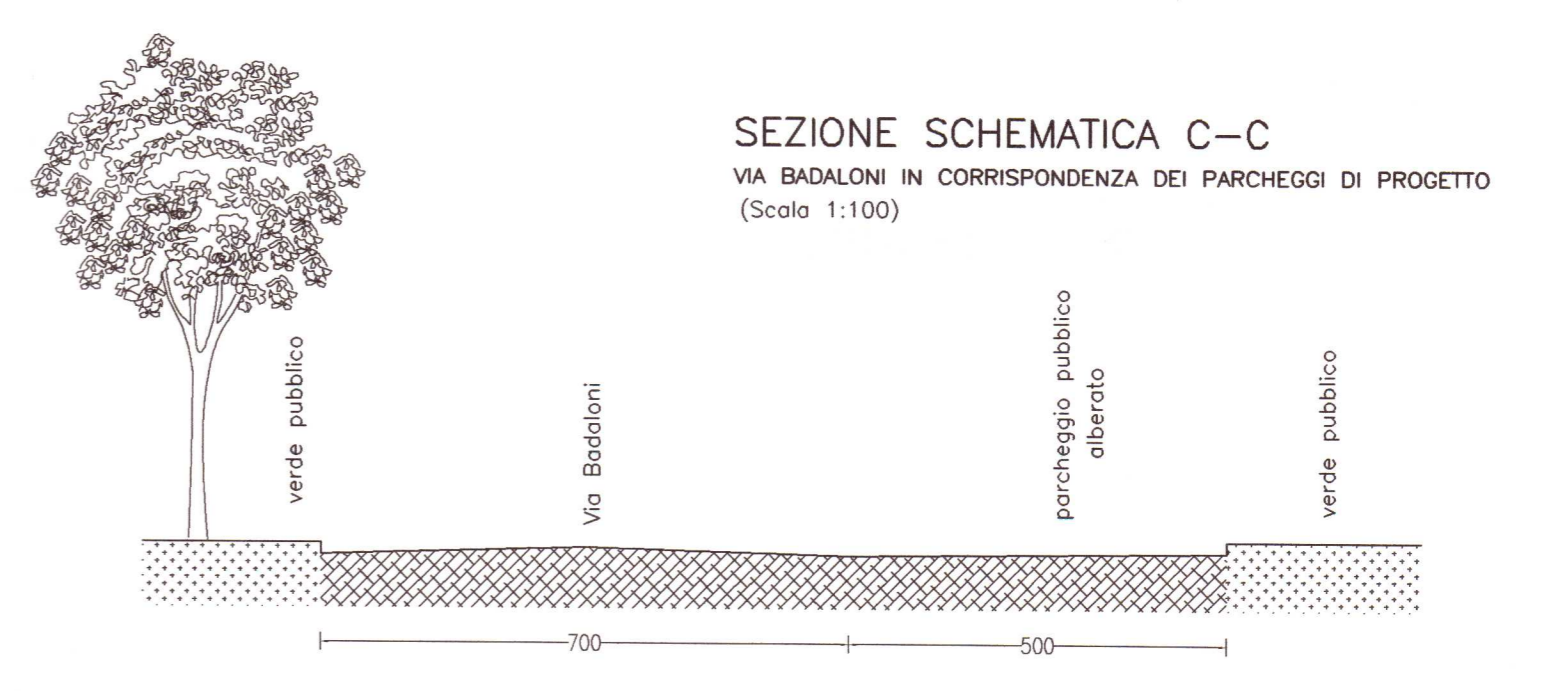 SEZIONE SCHEMATICA C-C
VIA BADALONI IN CORRISPONDENZA DEI PARCHEGGI DI PROGETTO
(Scala 1:100)
verde pubblico
Via Badaloni
parcheggio pubblico
alberato
verde pubblico
700
500